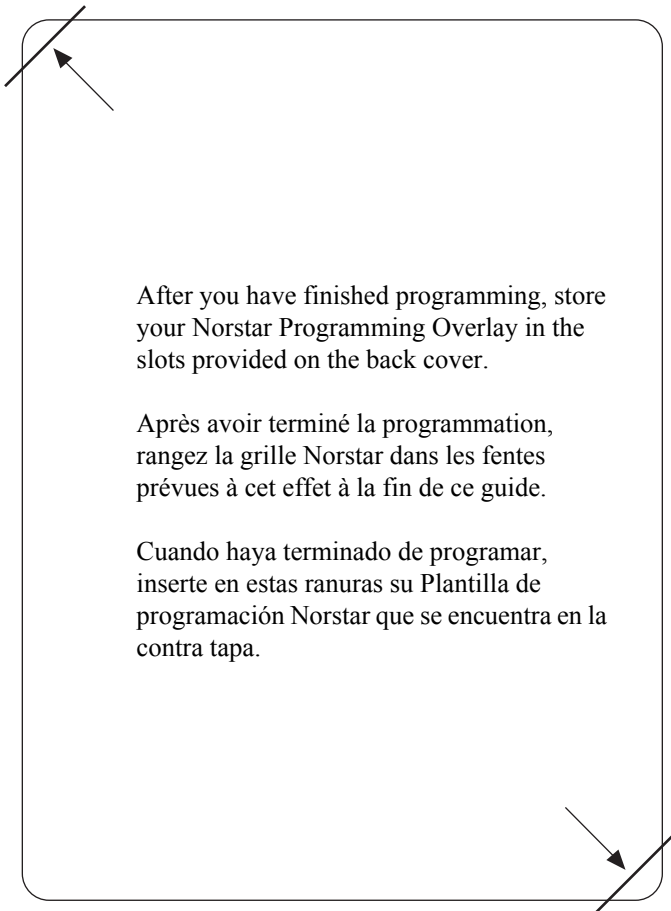 After you have finished programming, store
your Norstar Programming Overlay in the
slots provided on the back cover.
Après avoir terminé la programmation,
rangez la grille Norstar dans les fentes
prévues à cet effet à la fin de ce guide.
Cuando haya terminado de programar,
inserte en estas ranuras su Plantilla de
programación Norstar que se encuentra en la
contra tapa.